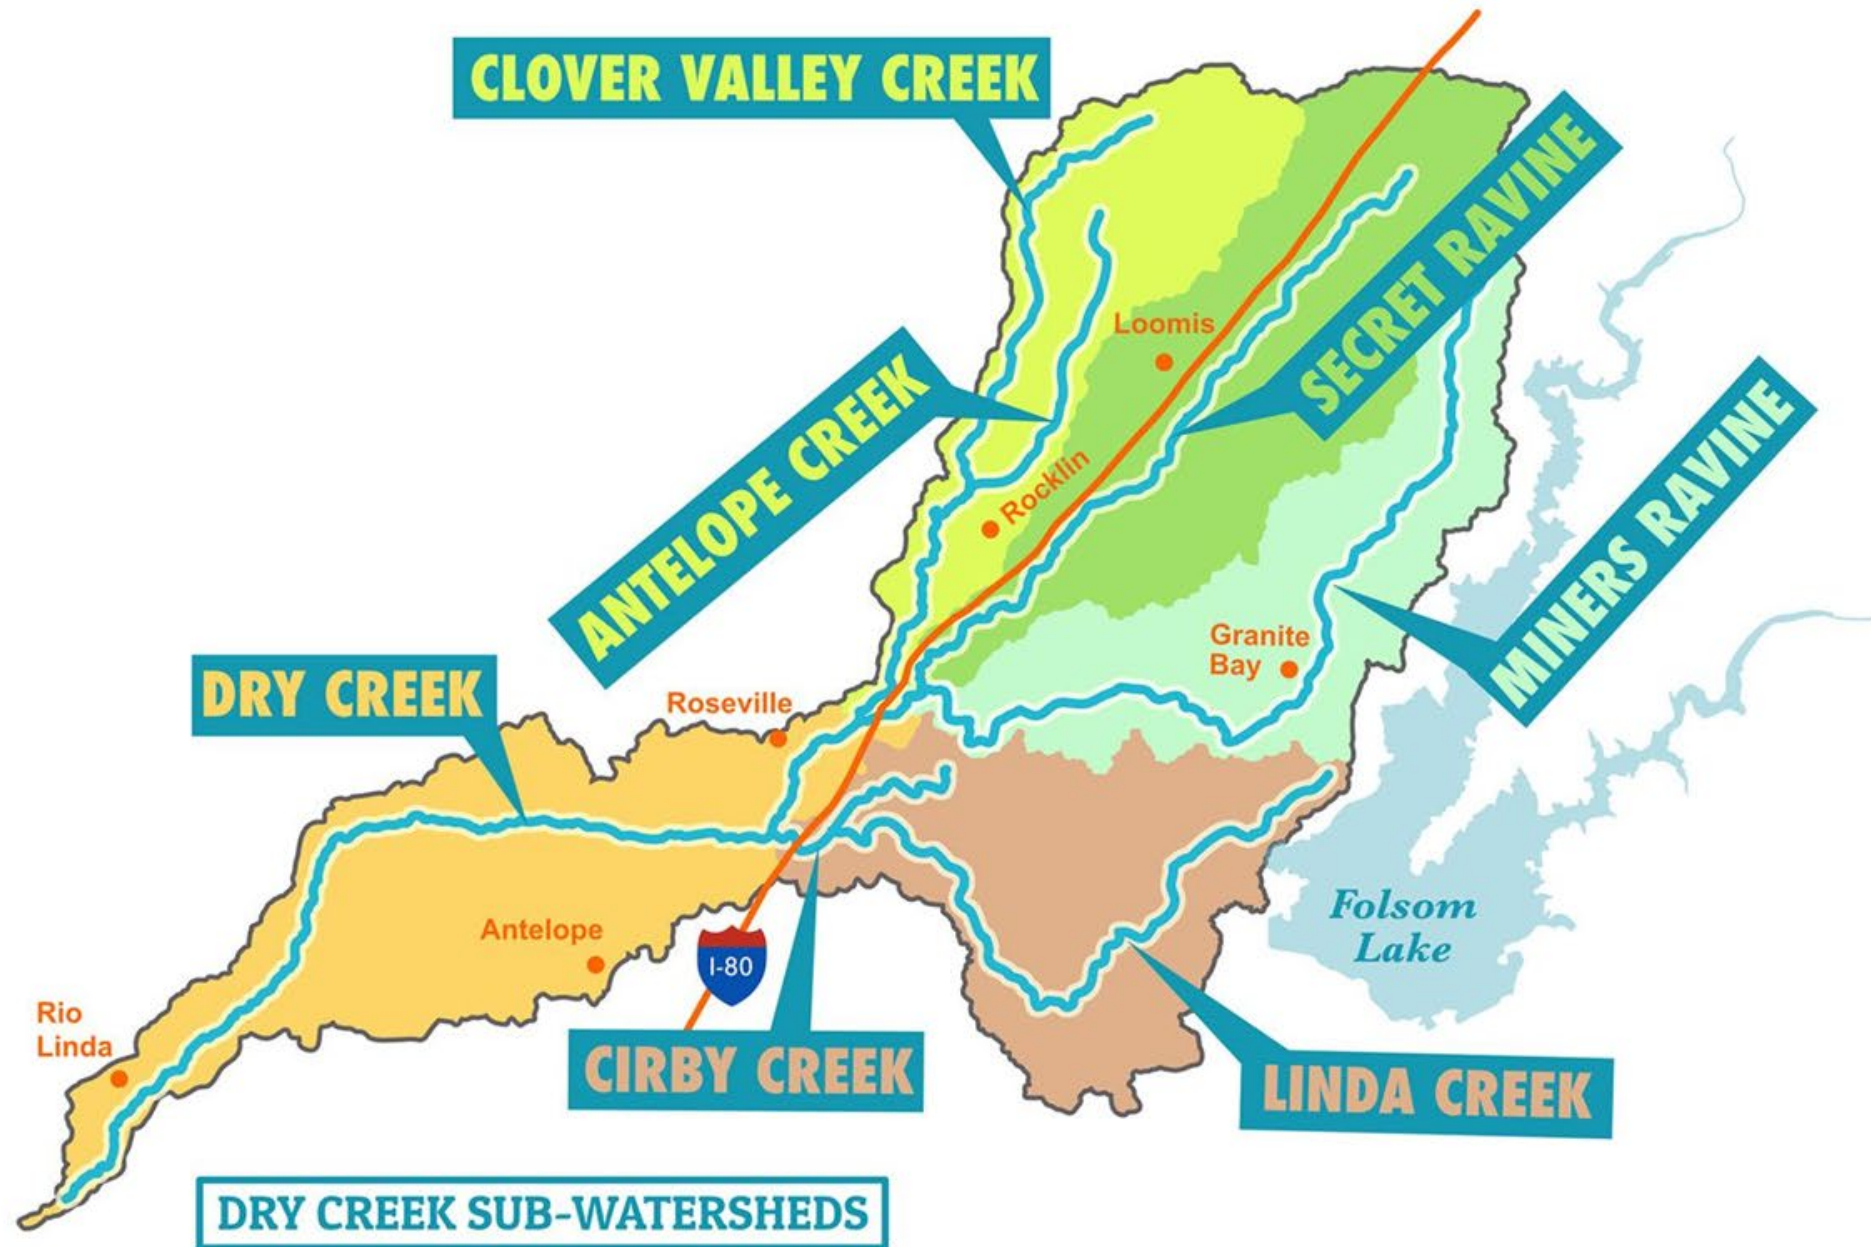 CLOVER VALLEY CREEK
SECRET RAVINE
Loomis
ANTELOPE CREEK
MINERS RAVINE
Rocklin
Granite
Bay
DRY CREEK
Roseville
Folsom
Lake
Antelope
I-80
Rio
Linda
CIRBY CREEK
LINDA CREEK
DRY CREEK SUB-WATERSHEDS